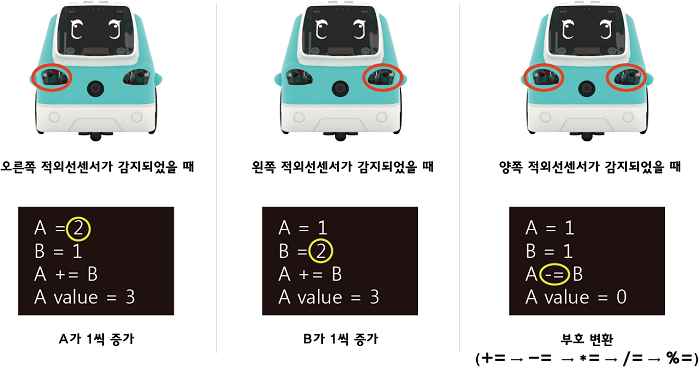 오른쪽 적외선센서가 감지되었을 때
A = 2
B = 1
A += B
A value = 3
A가 1씩 증가
왼쪽 적외선센서가 감지되었을 때
A = 1
B = 2
A += B
A value = 3
B가 1씩 증가
양쪽 적외선센서가 감지되었을 때
A = 1
B = 1
A -= B
A value = 0
부호 변환
(+= → -= → *= → /= → %=)